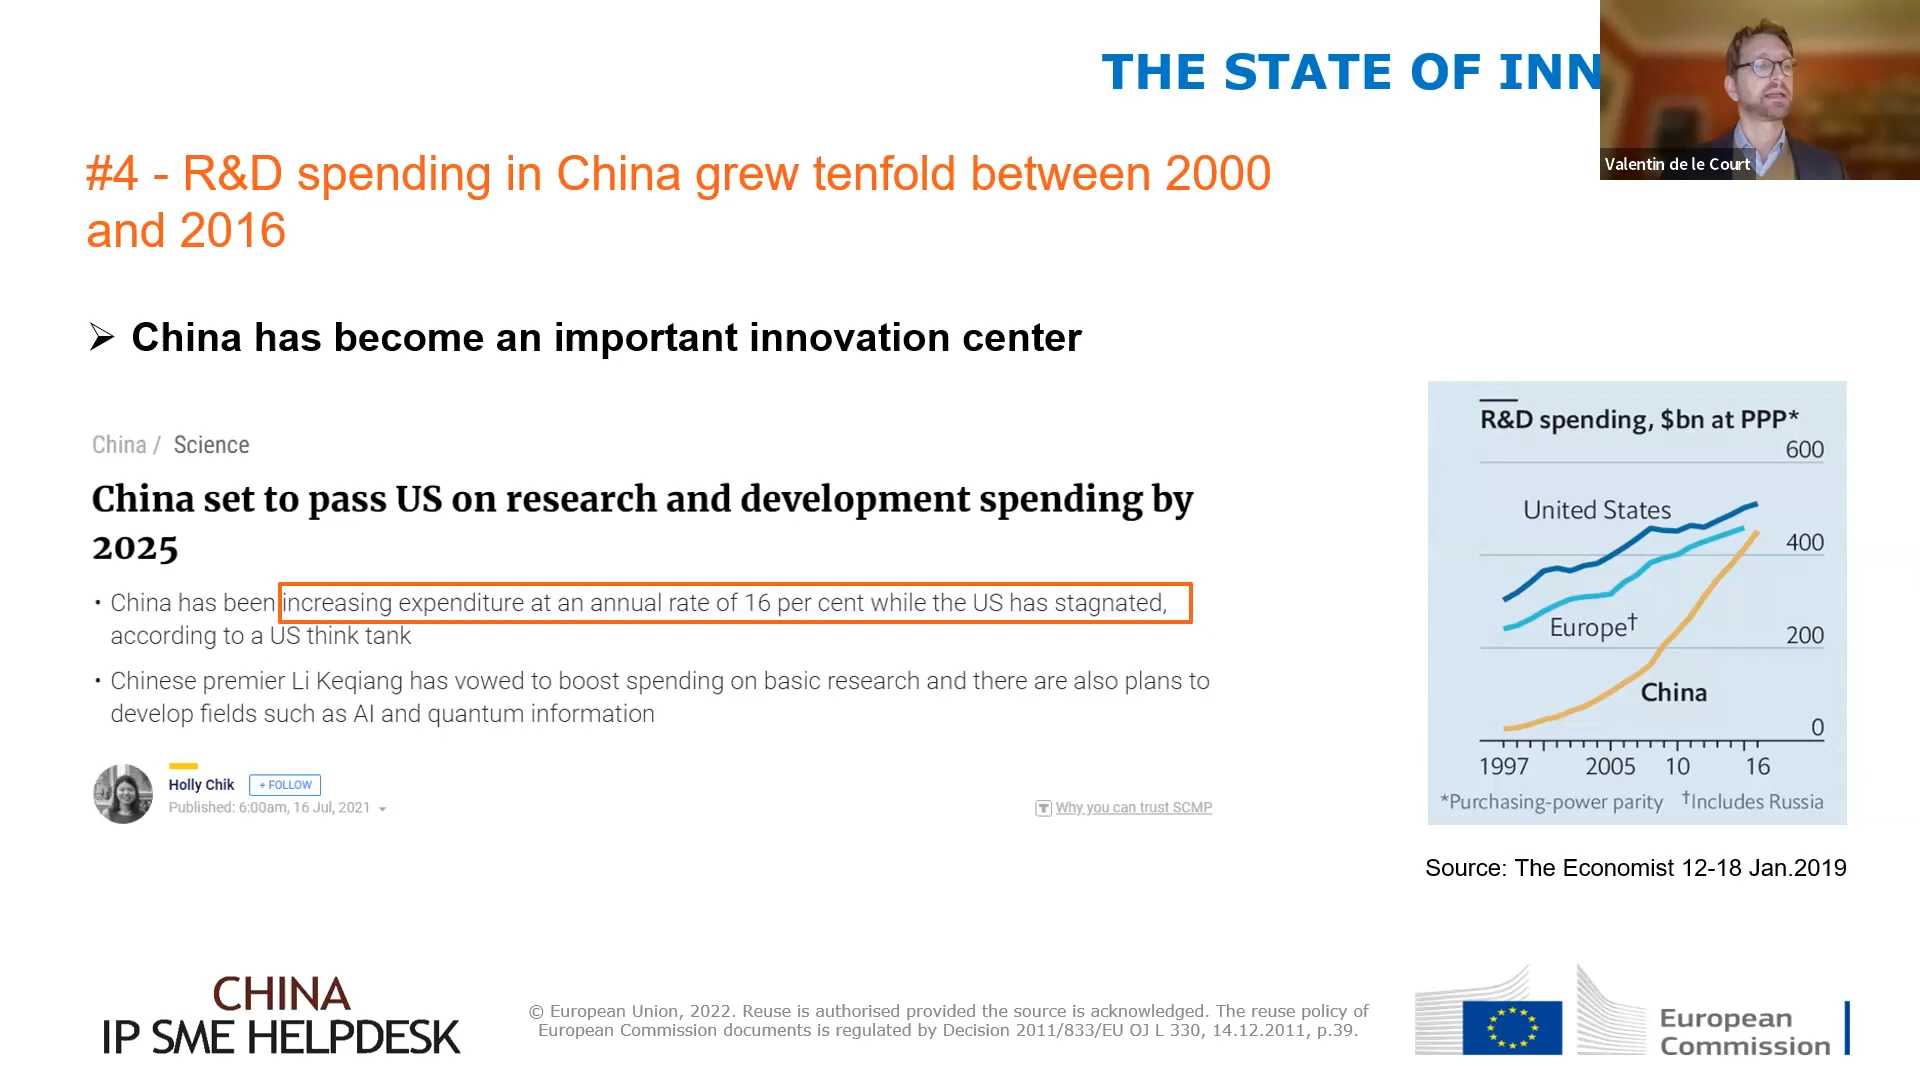 THE STATE OF INN
Valentin de le Court
#4 - R&D spending in China grew tenfold between 2000
and 2016
➢ China has become an important innovation center
China / Science
China set to pass US on research and development spending by
2025
• China has been increasing expenditure at an annual rate of 16 per cent while the US has stagnated,
according to a US think tank
• Chinese premier Li Keqiang has vowed to boost spending on basic research and there are also plans to
develop fields such as AI and quantum information
Holly Chik + FOLLOW
Published: 6:00am, 16 Jul, 2021
T Why you can trust SCMP
R&D spending, $bn at PPP*
600
United States
400
Europe†
200
China
0
1997 2005 10 16
*Purchasing-power parity †Includes Russia
Source: The Economist 12-18 Jan.2019
CHINA
IP SME HELPDESK
© European Union, 2022. Reuse is authorised provided the source is acknowledged. The reuse policy of
European Commission documents is regulated by Decision 2011/833/EU OJ L 330, 14.12.2011, p.39.
European
Commission